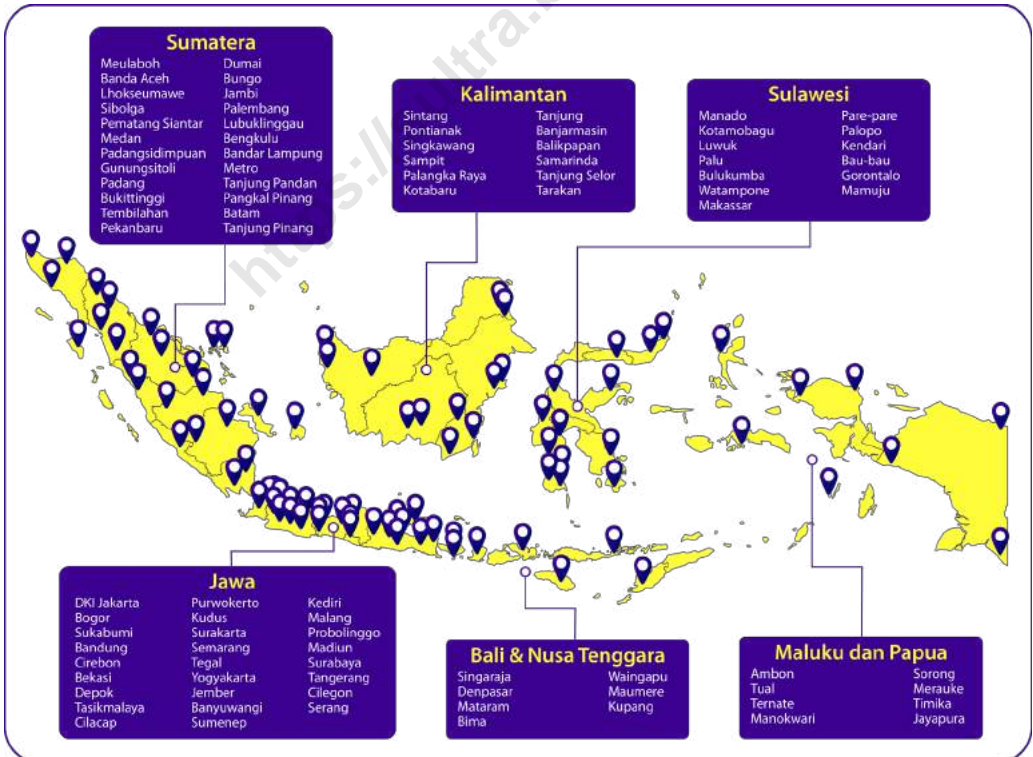 Sumatera
Meulaboh
Banda Aceh
Lhokseumawe
Sibolga
Pematang Siantar
Medan
Padangsidimpuan
Gunungsitoli
Padang
Bukittinggi
Tembilahan
Pekanbaru
Dumai
Bungo
Jambi
Palembang
Lubuklinggau
Bengkulu
Bandar Lampung
Metro
Tanjung Pandan
Pangkal Pinang
Batam
Tanjung Pinang
Kalimantan
Sintang
Pontianak
Singkawang
Sampit
Palangka Raya
Kotabaru
Tanjung
Banjarmasin
Balikpapan
Samarinda
Tanjung Selor
Tarakan
Sulawesi
Manado
Kotamobagu
Luwuk
Palu
Bulukumba
Watampone
Makassar
Pare-pare
Palopo
Kendari
Bau-bau
Gorontalo
Mamuju
Jawa
DKI Jakarta
Bogor
Sukabumi
Bandung
Cirebon
Bekasi
Depok
Tasikmalaya
Cilacap
Purwokerto
Kudus
Surakarta
Semarang
Tegal
Yogyakarta
Jember
Banyuwangi
Sumenep
Kediri
Malang
Probolinggo
Madiun
Surabaya
Tangerang
Cilegon
Serang
Bali & Nusa Tenggara
Singaraja
Denpasar
Mataram
Bima
Waingapu
Maumere
Kupang
Maluku dan Papua
Ambon
Tual
Ternate
Manokwari
Sorong
Merauke
Timika
Jayapura